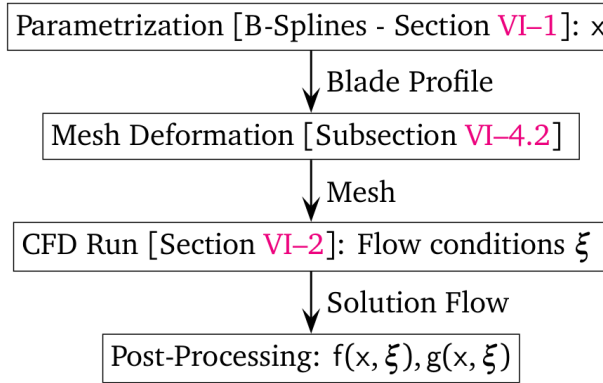 Parametrization [B-Splines - Section VI–1]: x
Blade Profile
Mesh Deformation [Subsection VI–4.2]
Mesh
CFD Run [Section VI–2]: Flow conditions ξ
Solution Flow
Post-Processing: f(x, ξ), g(x, ξ)